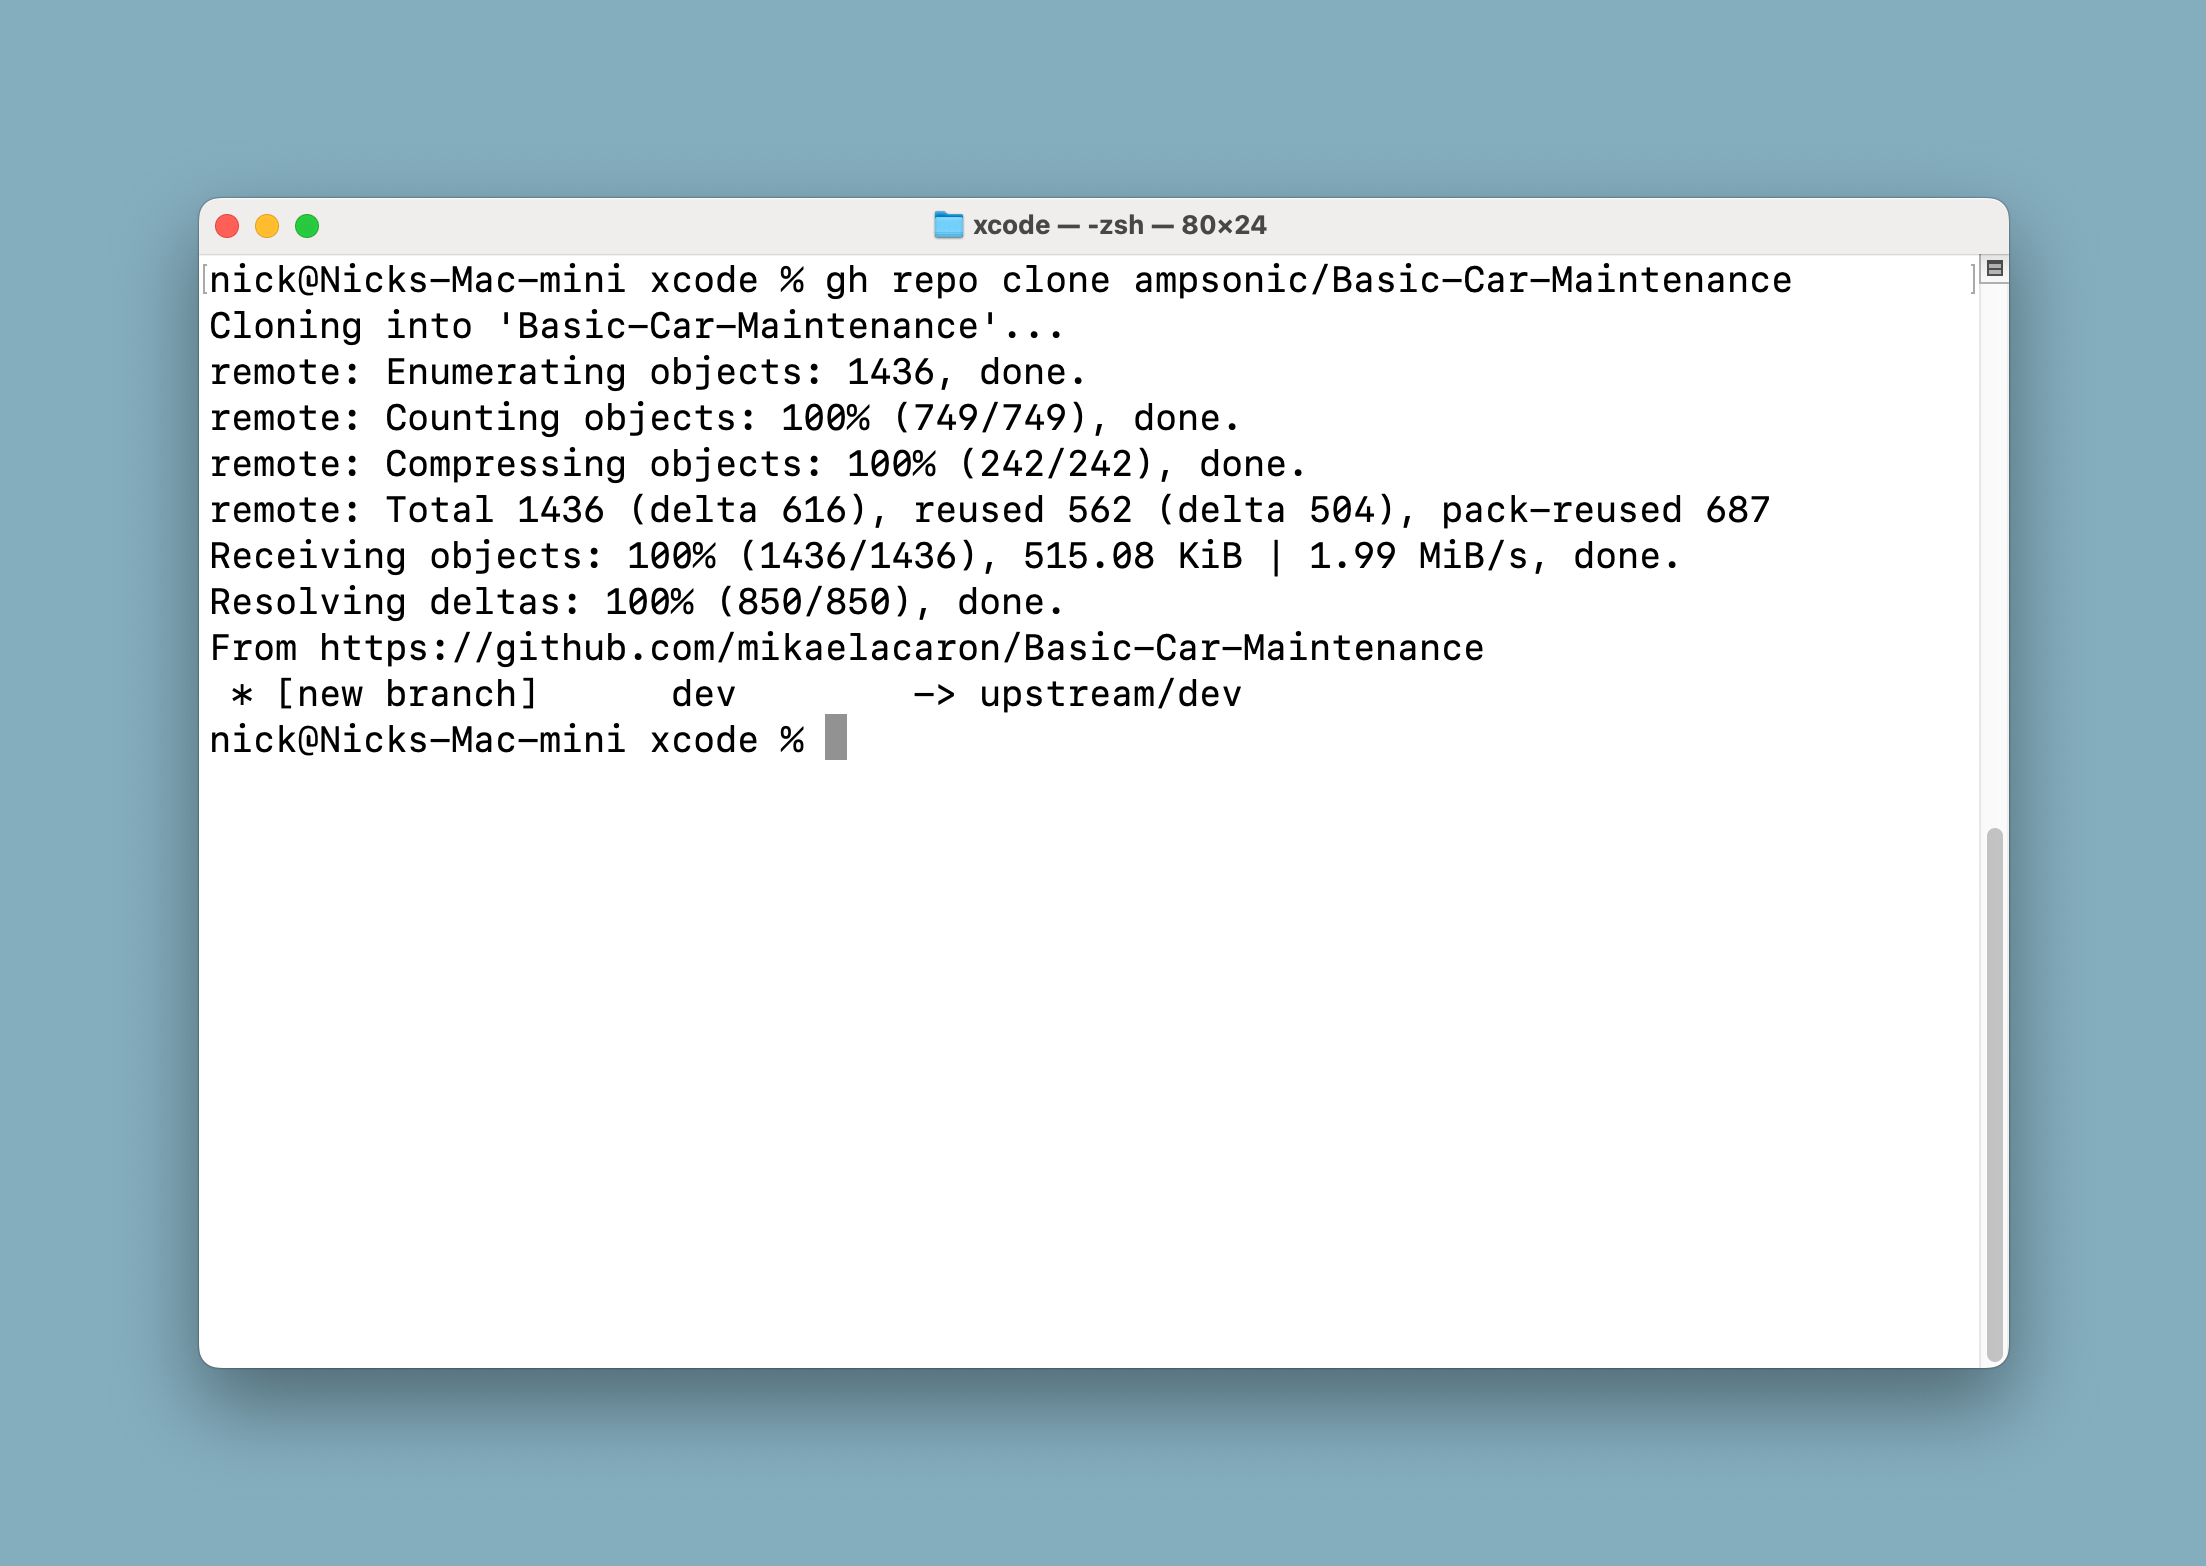 xcode — -zsh — 80×24
nick@Nicks-Mac-mini xcode % gh repo clone ampsonic/Basic-Car-Maintenance
Cloning into 'Basic-Car-Maintenance'...
remote: Enumerating objects: 1436, done.
remote: Counting objects: 100% (749/749), done.
remote: Compressing objects: 100% (242/242), done.
remote: Total 1436 (delta 616), reused 562 (delta 504), pack-reused 687
Receiving objects: 100% (1436/1436), 515.08 KiB | 1.99 MiB/s, done.
Resolving deltas: 100% (850/850), done.
From https://github.com/mikaelacaron/Basic-Car-Maintenance
 * [new branch]      dev        -> upstream/dev
nick@Nicks-Mac-mini xcode %